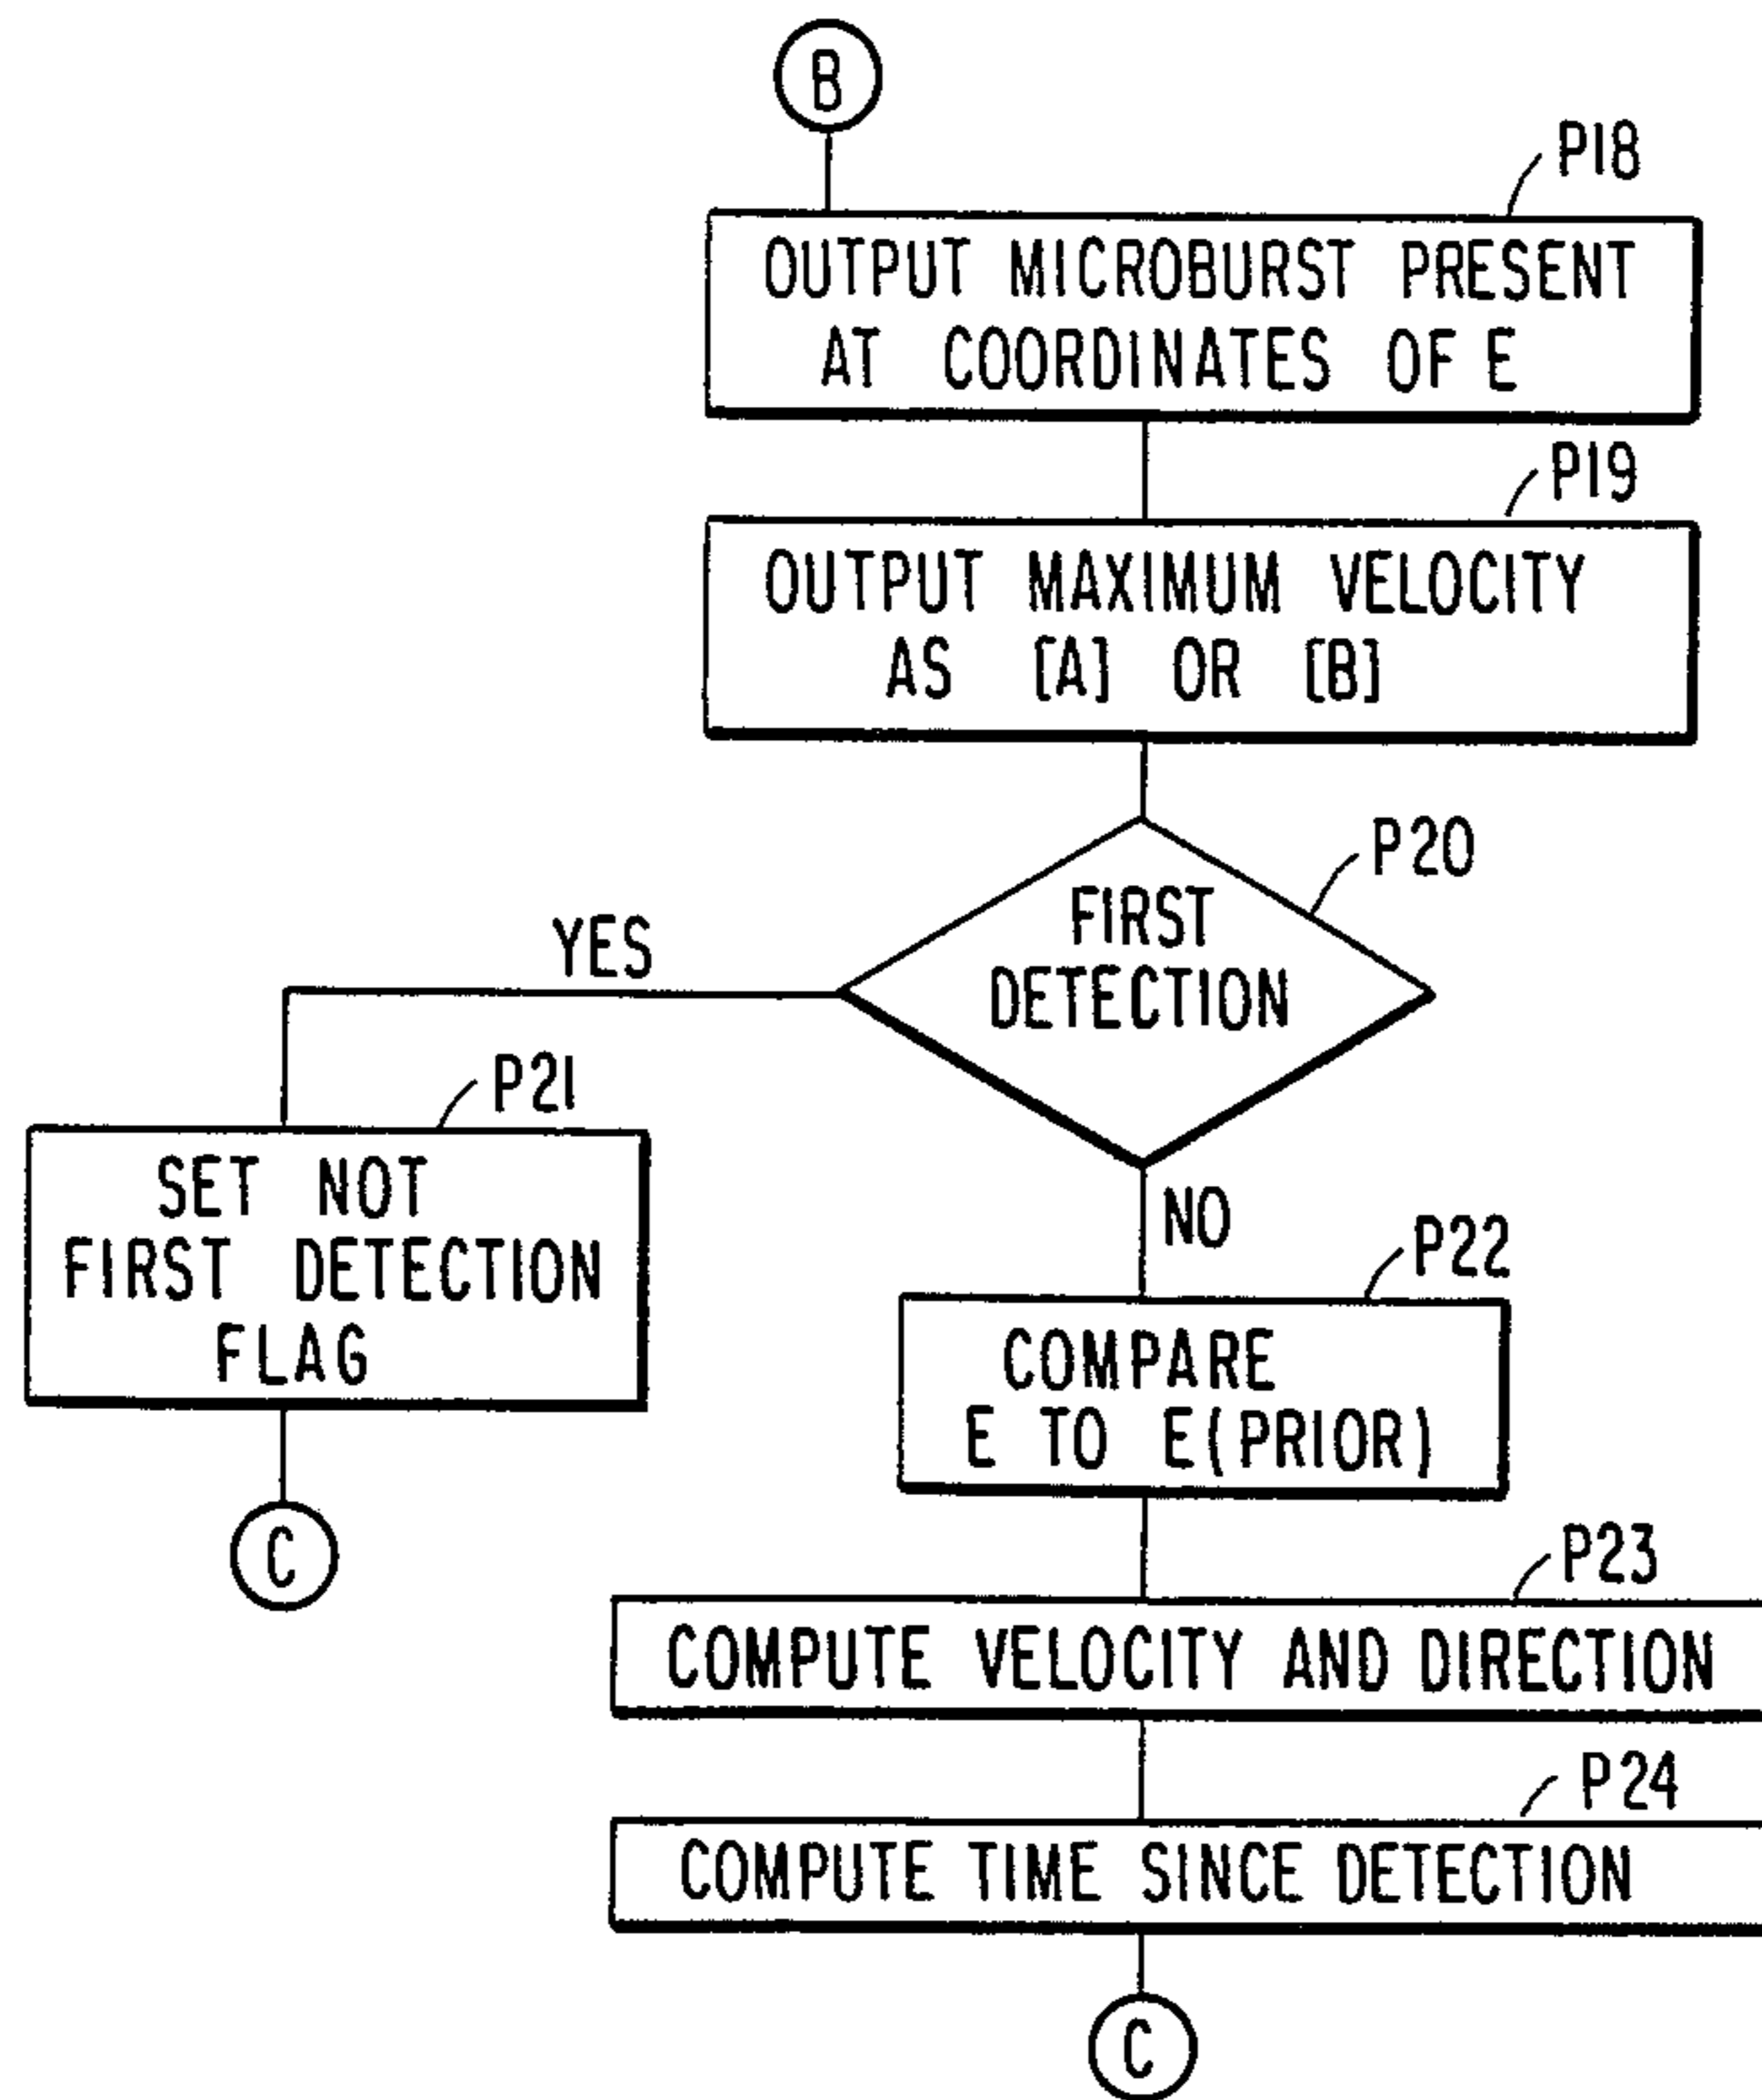 B
P18
OUTPUT MICROBURST PRESENT
AT COORDINATES OF E
P19
OUTPUT MAXIMUM VELOCITY
AS [A] OR [B]
P20
FIRST
DETECTION
YES
P21
SET NOT
FIRST DETECTION
FLAG
C
NO
P22
COMPARE
E TO E(PRIOR)
P23
COMPUTE VELOCITY AND DIRECTION
P24
COMPUTE TIME SINCE DETECTION
C